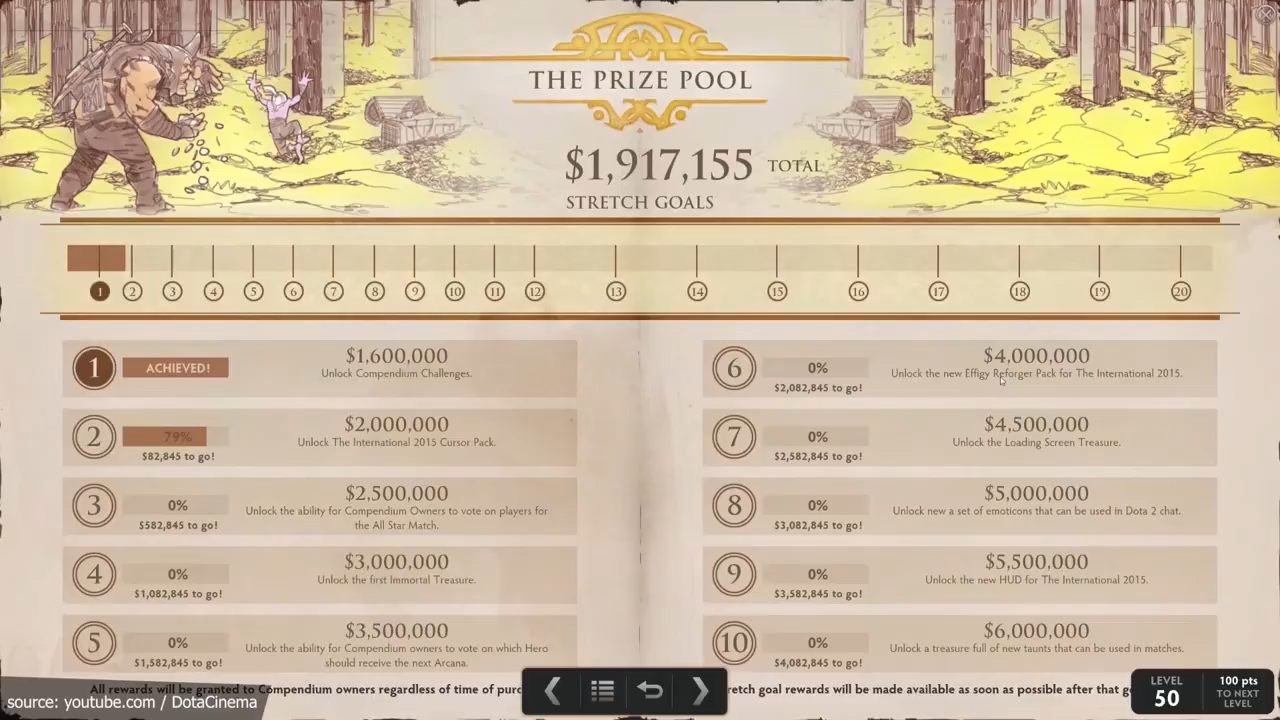 THE PRIZE POOL
$1,917,155 TOTAL
STRETCH GOALS
1 2 3 4 5 6 7 8 9 10 11 12 13 14 15 16 17 18 19 20
1
ACHIEVED!
$1,600,000
Unlock Compendium Challenges.
2
79%
$82,845 to go!
$2,000,000
Unlock The International 2015 Cursor Pack.
3
0%
$582,845 to go!
$2,500,000
Unlock the ability for Compendium Owners to vote on players for
the All Star Match.
4
0%
$1,082,845 to go!
$3,000,000
Unlock the first Immortal Treasure.
5
0%
$1,582,845 to go!
$3,500,000
Unlock the ability for Compendium owners to vote on which Hero
should receive the next Arcana.
6
0%
$2,082,845 to go!
$4,000,000
Unlock the new Effigy Reforger Pack for The International 2015.
7
0%
$2,582,845 to go!
$4,500,000
Unlock the Loading Screen Treasure.
8
0%
$3,082,845 to go!
$5,000,000
Unlock new a set of emoticons that can be used in Dota 2 chat.
9
0%
$3,582,845 to go!
$5,500,000
Unlock the new HUD for The International 2015.
10
0%
$4,082,845 to go!
$6,000,000
Unlock a treasure full of new taunts that can be used in matches.
All rewards will be granted to Compendium owners regardless of time of purc
retch goal rewards will be made available as soon as possible after that g
source: youtube.com / DotaCinema
LEVEL
50
100 pts
TO NEXT
LEVEL